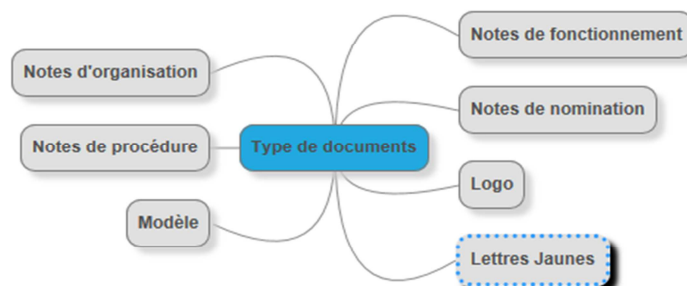 Notes de fonctionnement
Notes d'organisation
Notes de nomination
Notes de procédure
Type de documents
Logo
Modèle
Lettres Jaunes